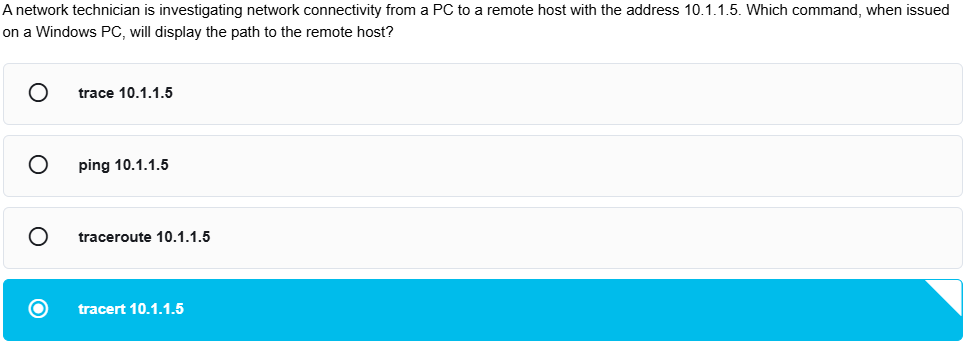 A network technician is investigating network connectivity from a PC to a remote host with the address 10.1.1.5. Which command, when issued
on a Windows PC, will display the path to the remote host?
trace 10.1.1.5
ping 10.1.1.5
traceroute 10.1.1.5
tracert 10.1.1.5